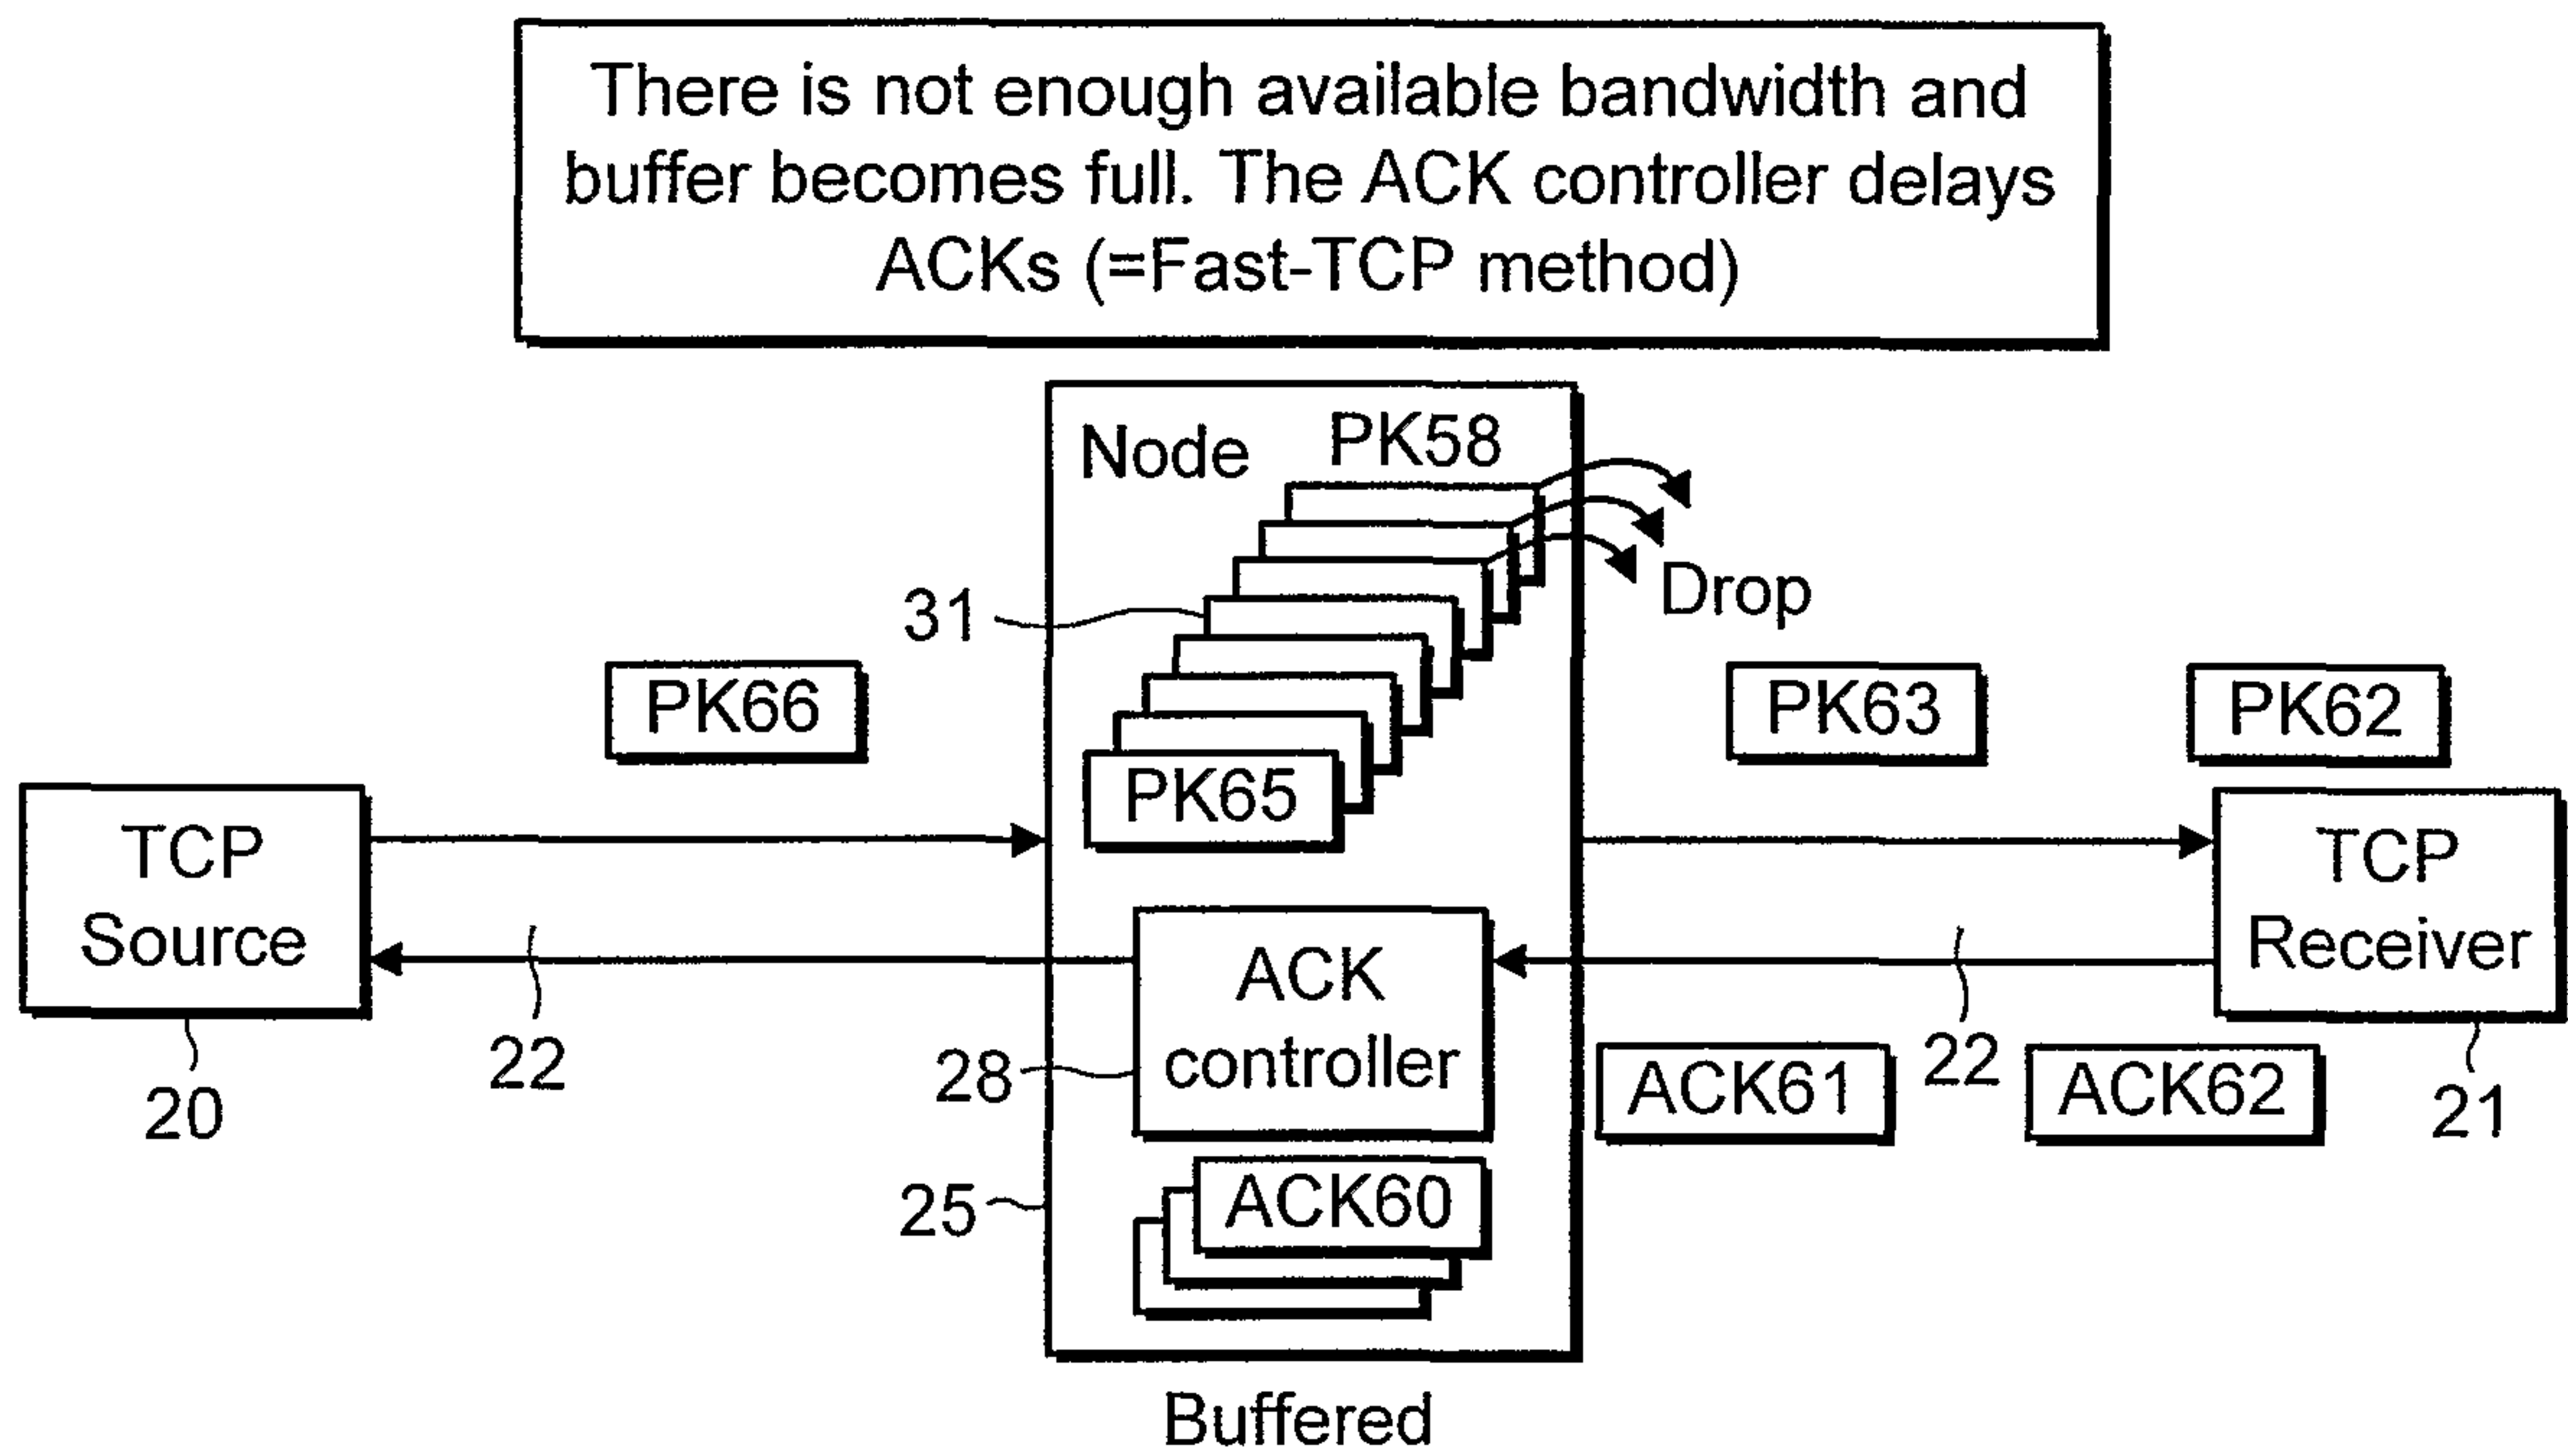 There is not enough available bandwidth and
buffer becomes full. The ACK controller delays
ACKs (=Fast-TCP method)
Node
PK58
31
Drop
PK66
PK63
PK62
PK65
TCP
Source
TCP
Receiver
ACK
controller
22
28
22
20
ACK61
ACK62
21
25
ACK60
Buffered